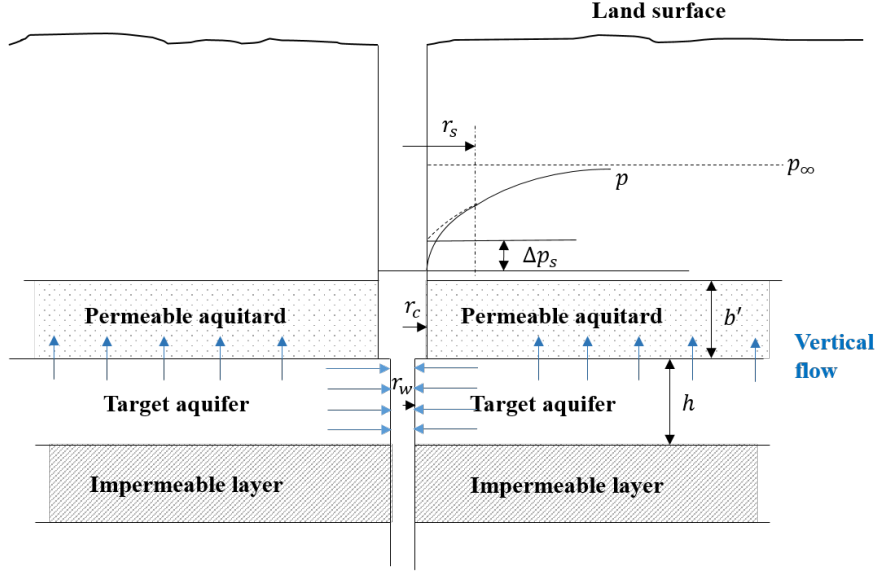 Land surface
r_s
p_∞
p
Δp_s
r_c
b′
Permeable aquitard
Permeable aquitard
Vertical
flow
r_w
Target aquifer
Target aquifer
h
Impermeable layer
Impermeable layer